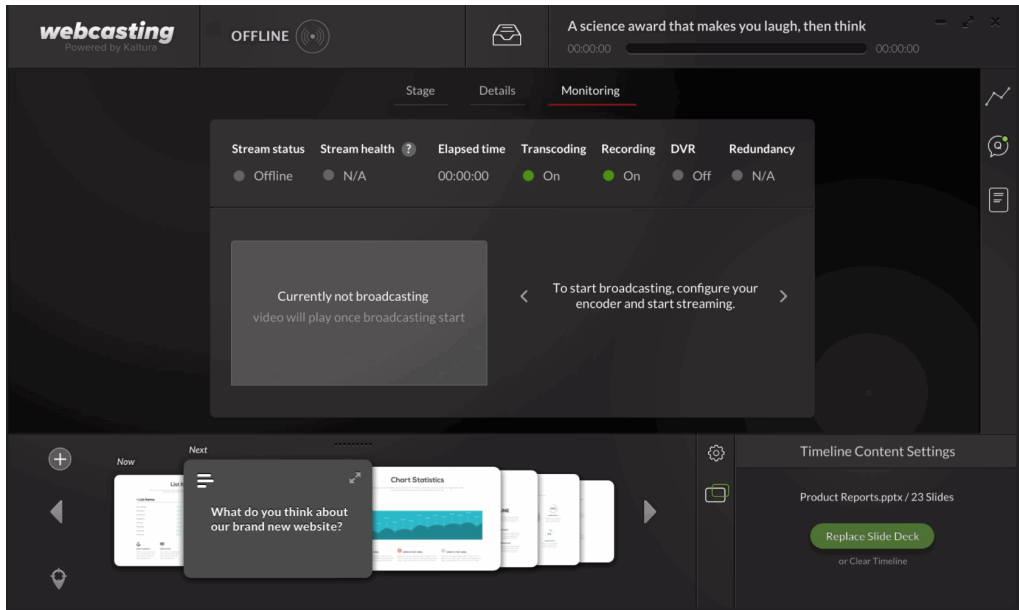 webcasting
Powered by Kaltura
OFFLINE
A science award that makes you laugh, then think
00:00:00
00:00:00
Stage
Details
Monitoring
Stream status
Stream health
?
Elapsed time
Transcoding
Recording
DVR
Redundancy
Offline
N/A
00:00:00
On
On
Off
N/A
Currently not broadcasting
video will play once broadcasting start
To start broadcasting, configure your
encoder and start streaming.
Q
Now
Next
What do you think about
our brand new website?
Chart Statistics
Timeline Content Settings
Product Reports.pptx / 23 Slides
Replace Slide Deck
or Clear Timeline